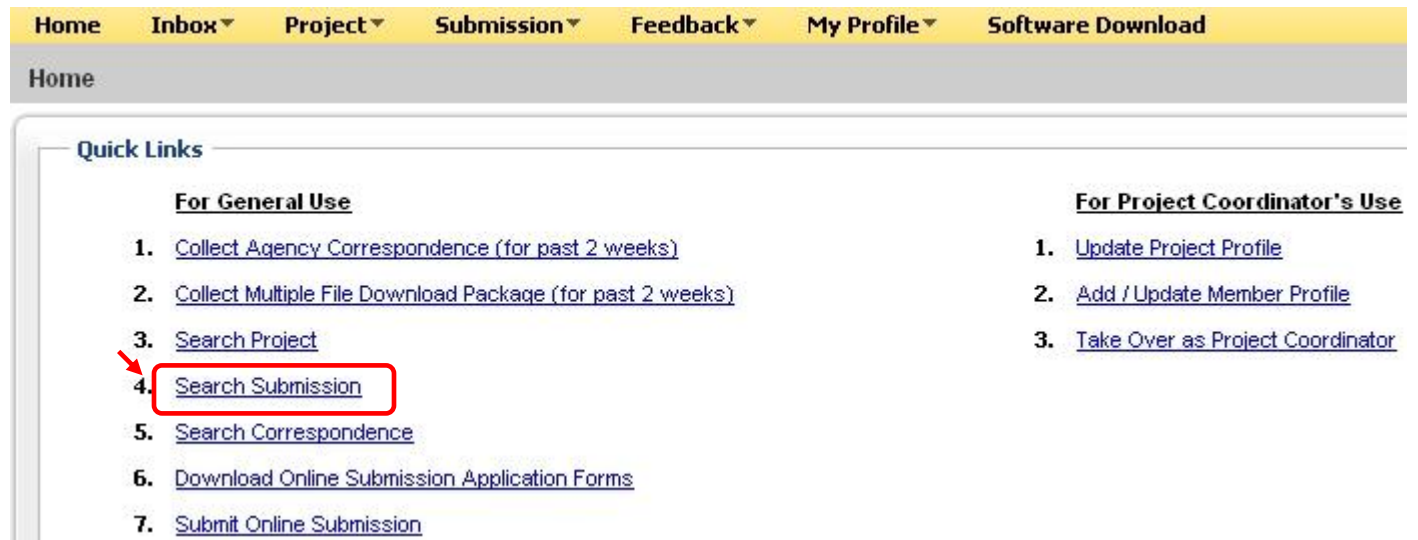 Home Inbox Project Submission Feedback My Profile Software Download
Home
Quick Links
For General Use
1. Collect Agency Correspondence (for past 2 weeks)
2. Collect Multiple File Download Package (for past 2 weeks)
3. Search Project
4. Search Submission
5. Search Correspondence
6. Download Online Submission Application Forms
7. Submit Online Submission
For Project Coordinator's Use
1. Update Project Profile
2. Add / Update Member Profile
3. Take Over as Project Coordinator